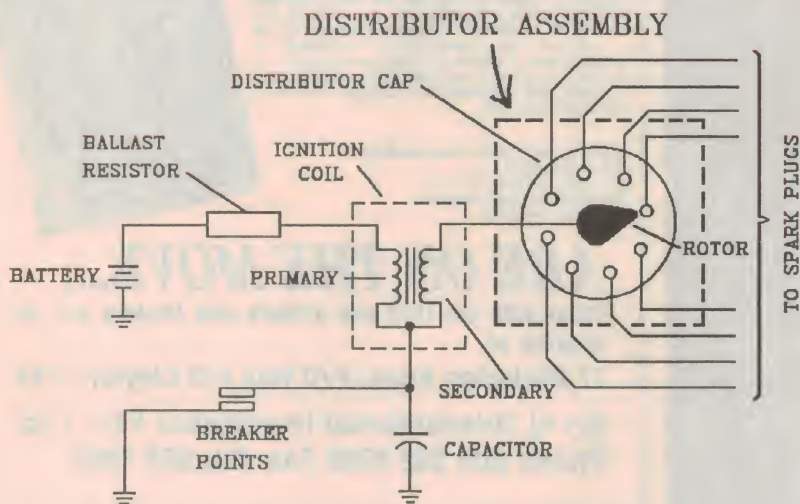 DISTRIBUTOR ASSEMBLY
DISTRIBUTOR CAP
BALLAST
RESISTOR
IGNITION
COIL
TO SPARK PLUGS
ROTOR
BATTERY
PRIMARY
SECONDARY
BREAKER
POINTS
CAPACITOR